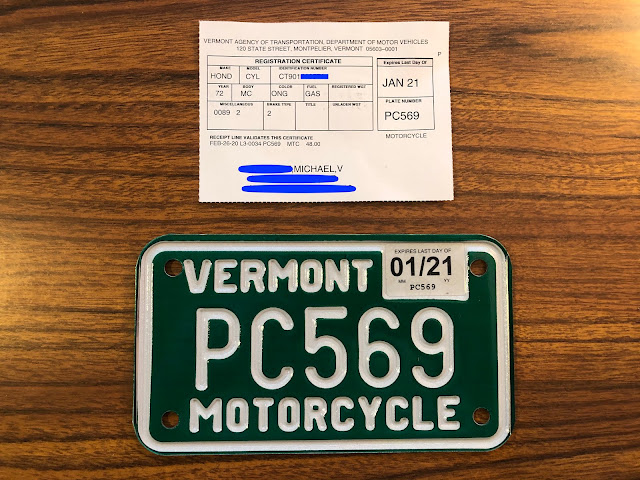 VERMONT AGENCY OF TRANSPORTATION, DEPARTMENT OF MOTOR VEHICLES
120 STATE STREET, MONTPELIER, VERMONT 05603-0001
P
REGISTRATION CERTIFICATE
Expires Last Day Of
MAKE MODEL IDENTIFICATION NUMBER
HOND CYL CT901
JAN 21
YEAR BODY COLOR FUEL REGISTERED WGT
72 MC ONG GAS
PLATE NUMBER
MISCELLANEOUS BRAKE TYPE TITLE UNLADEN WGT
0089 2 2
PC569
RECEIPT LINE VALIDATES THIS CERTIFICATE
MOTORCYCLE
FEB-26-20 L3-0034 PC569 MTC 48.00
,MICHAEL,V
VERMONT
EXPIRES LAST DAY OF
01/21
MM YY
PC569
PC569
MOTORCYCLE